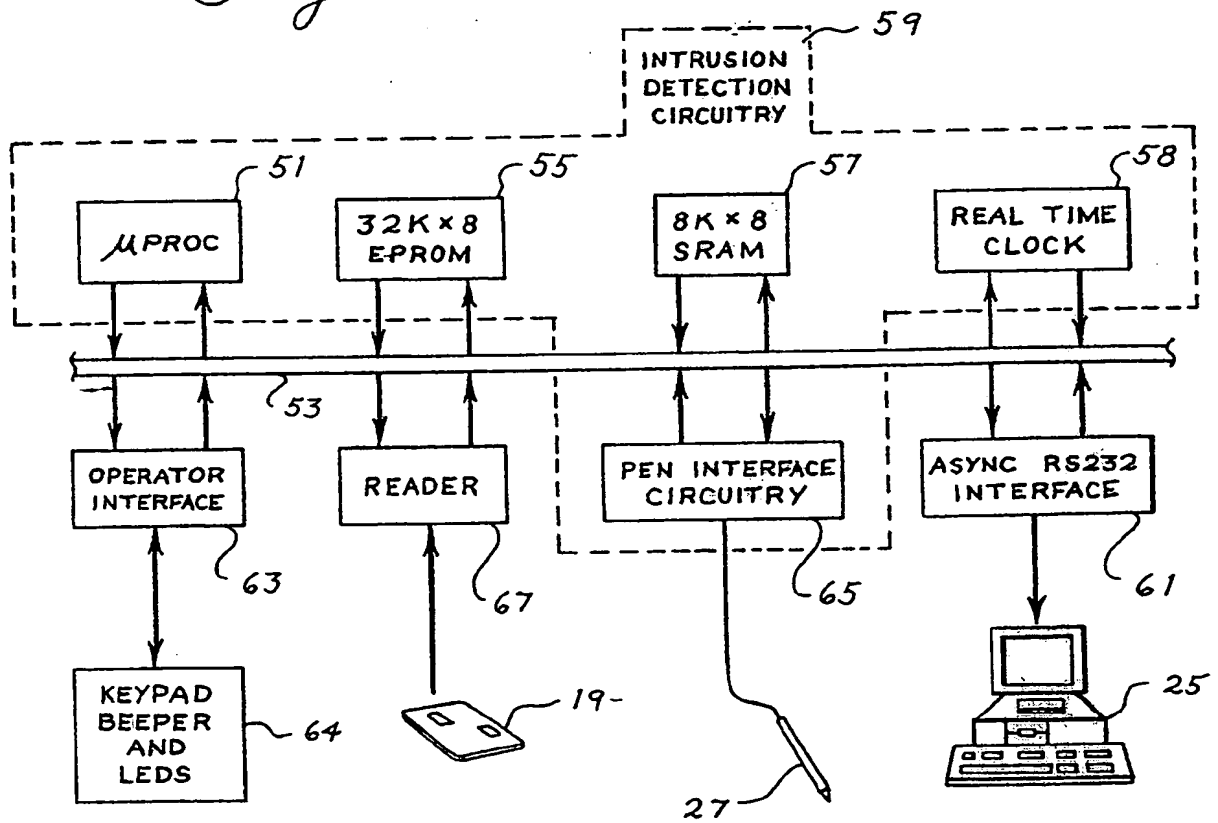 59
INTRUSION
DETECTION
CIRCUITRY
51
55
57
58
μPROC
32K × 8
EPROM
8K × 8
SRAM
REAL TIME
CLOCK
53
OPERATOR
INTERFACE
READER
PEN INTERFACE
CIRCUITRY
ASYNC RS232
INTERFACE
63
67
65
61
KEYPAD
BEEPER
AND
LEDS
64
19-
27
25